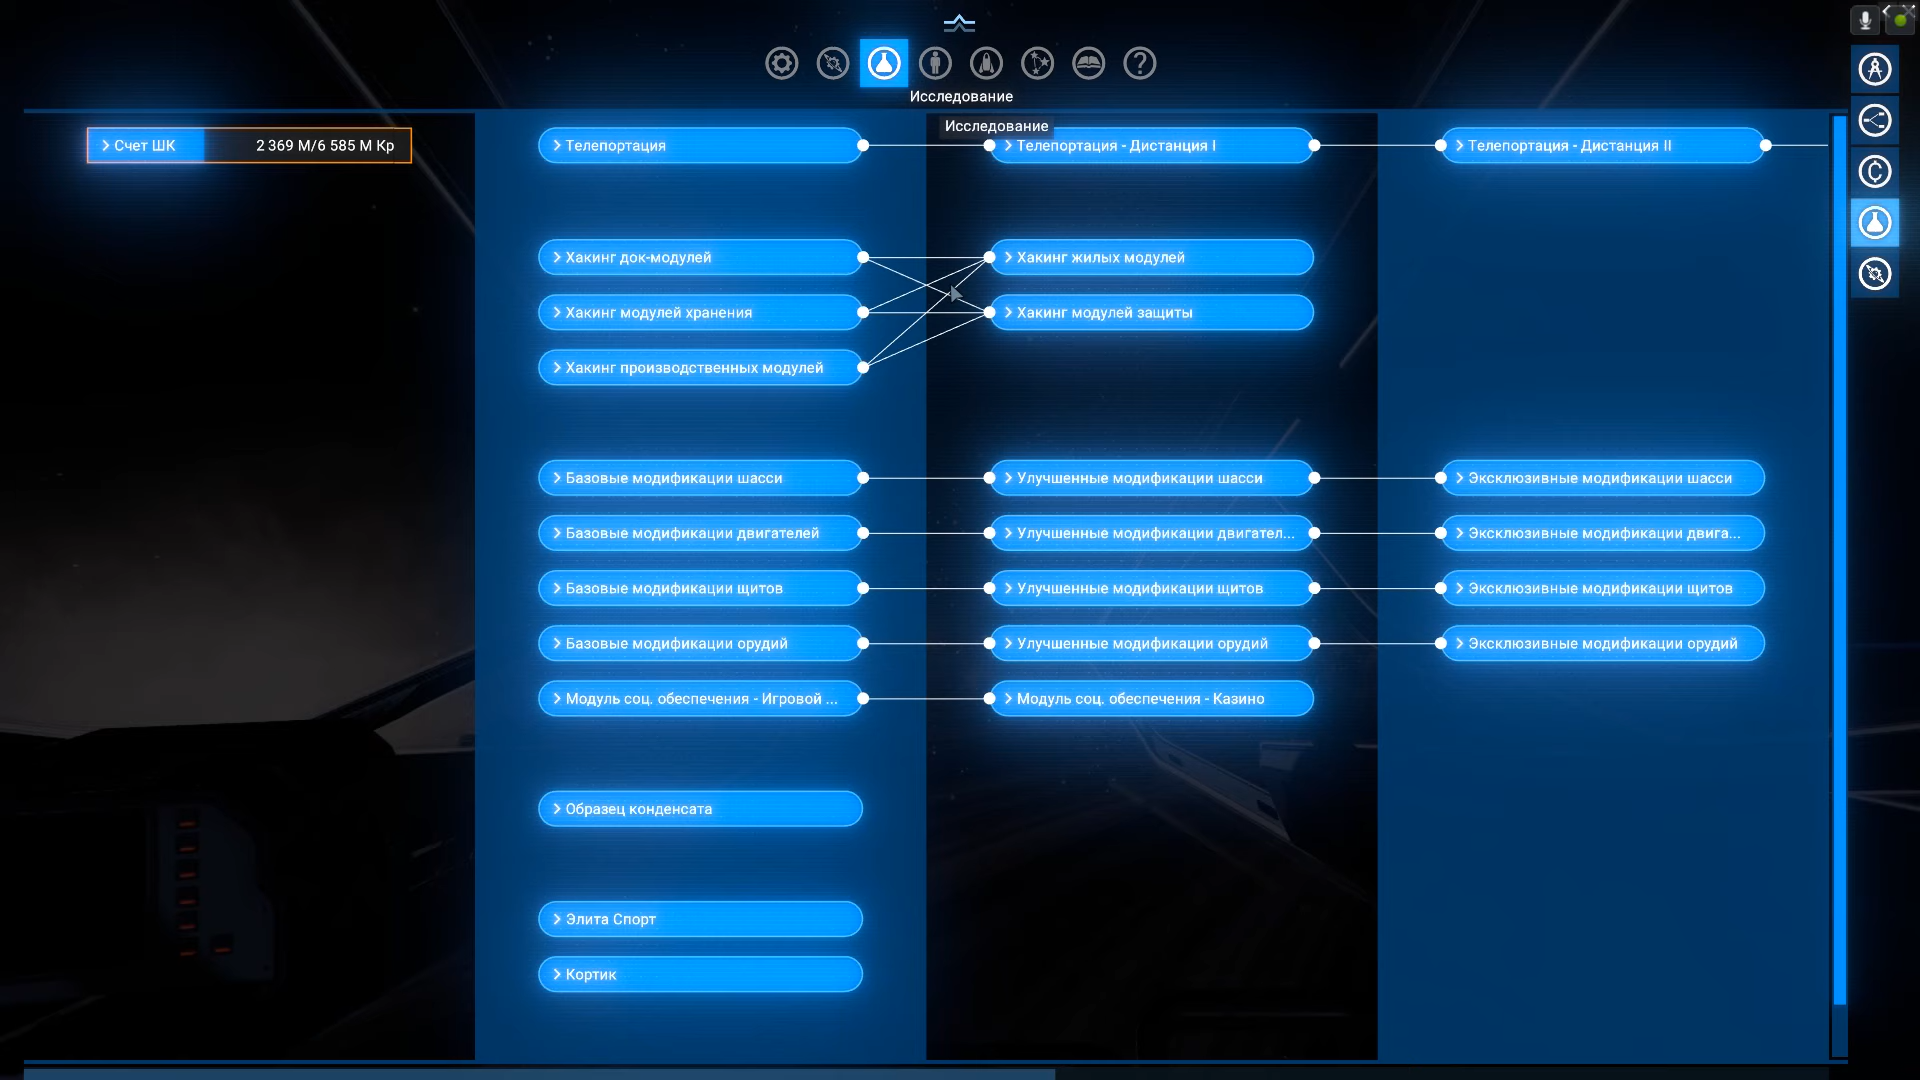 Исследование
Исследование
Счет ШК 2 369 М/6 585 М Кр
Телепортация
Телепортация - Дистанция I
Телепортация - Дистанция II
Хакинг док-модулей
Хакинг жилых модулей
Хакинг модулей хранения
Хакинг модулей защиты
Хакинг производственных модулей
Базовые модификации шасси
Улучшенные модификации шасси
Эксклюзивные модификации шасси
Базовые модификации двигателей
Улучшенные модификации двигател...
Эксклюзивные модификации двига...
Базовые модификации щитов
Улучшенные модификации щитов
Эксклюзивные модификации щитов
Базовые модификации орудий
Улучшенные модификации орудий
Эксклюзивные модификации орудий
Модуль соц. обеспечения - Игровой ...
Модуль соц. обеспечения - Казино
Образец конденсата
Элита Спорт
Кортик